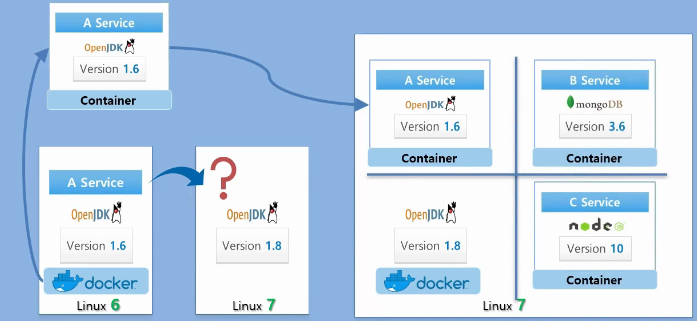 A Service
OpenJDK
Version 1.6
Container
A Service
OpenJDK
Version 1.6
docker
Linux 6
?
OpenJDK
Version 1.8
Linux 7
A Service
OpenJDK
Version 1.6
Container
B Service
mongoDB
Version 3.6
Container
OpenJDK
Version 1.8
docker
C Service
node
Version 10
Container
Linux 7